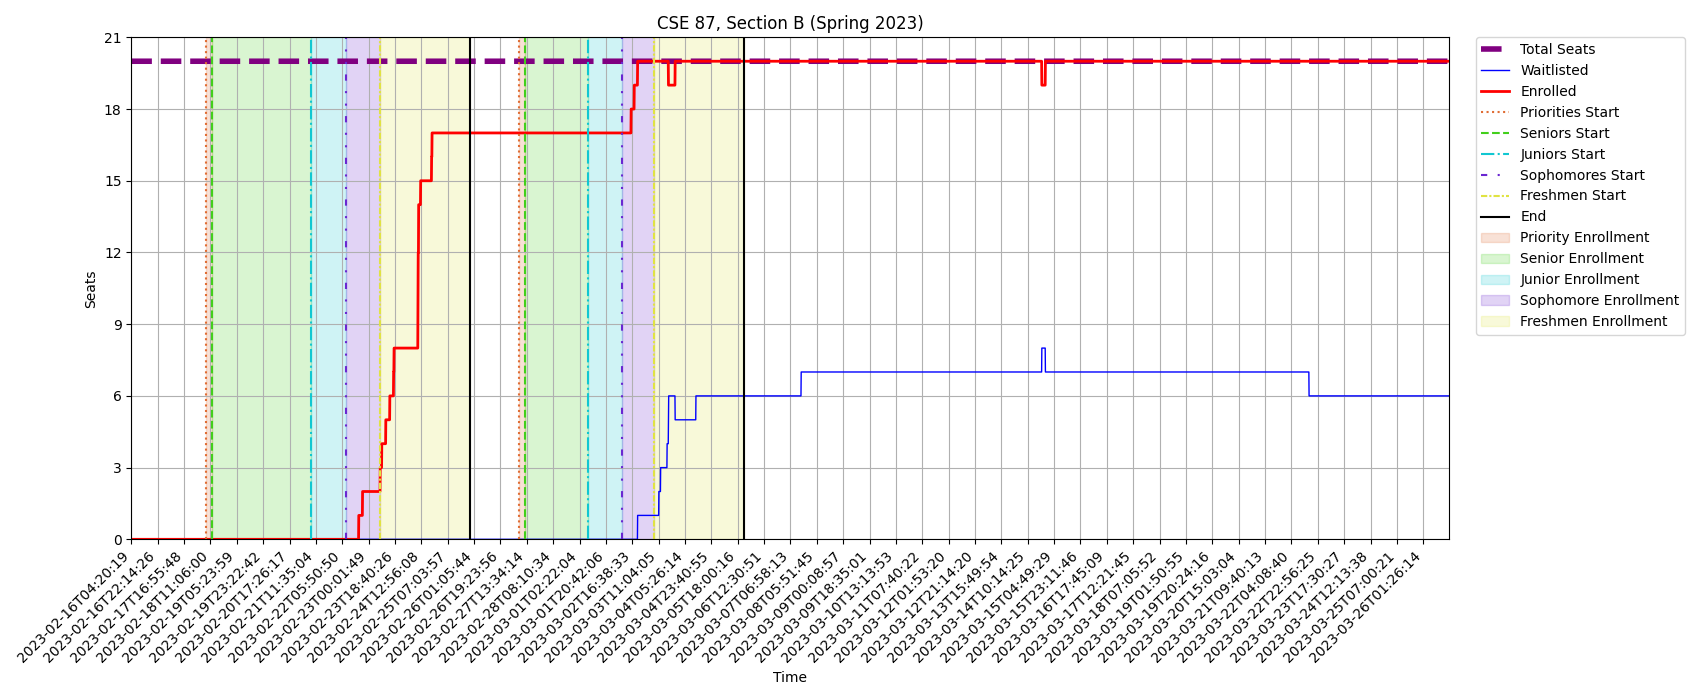 CSE 87, Section B (Spring 2023)
Seats
21
18
15
12
9
6
3
0
2023-02-16T04:20:19
2023-02-16T22:14:26
2023-02-17T16:55:48
2023-02-18T11:06:00
2023-02-19T05:23:59
2023-02-19T23:22:42
2023-02-20T17:26:17
2023-02-21T11:35:04
2023-02-22T05:50:50
2023-02-23T00:01:49
2023-02-23T18:40:26
2023-02-24T12:56:08
2023-02-25T07:03:57
2023-02-26T01:05:44
2023-02-26T19:23:56
2023-02-27T13:34:14
2023-02-28T08:10:34
2023-03-01T02:22:04
2023-03-01T20:42:06
2023-03-02T16:38:33
2023-03-03T11:04:05
2023-03-04T05:26:14
2023-03-04T23:40:55
2023-03-05T18:00:16
2023-03-06T12:30:51
2023-03-07T06:58:13
2023-03-08T05:51:45
2023-03-09T00:08:57
2023-03-09T18:35:01
2023-03-10T13:13:53
2023-03-11T07:40:22
2023-03-12T01:53:20
2023-03-12T21:14:20
2023-03-13T15:49:54
2023-03-14T10:14:25
2023-03-15T04:49:29
2023-03-15T23:11:46
2023-03-16T17:45:09
2023-03-17T12:21:45
2023-03-18T07:05:52
2023-03-19T01:50:55
2023-03-19T20:24:16
2023-03-20T15:03:04
2023-03-21T09:40:13
2023-03-22T04:08:40
2023-03-22T22:56:25
2023-03-23T17:30:27
2023-03-24T12:13:38
2023-03-25T07:00:21
2023-03-26T01:26:14
Time
Total Seats
Waitlisted
Enrolled
Priorities Start
Seniors Start
Juniors Start
Sophomores Start
Freshmen Start
End
Priority Enrollment
Senior Enrollment
Junior Enrollment
Sophomore Enrollment
Freshmen Enrollment